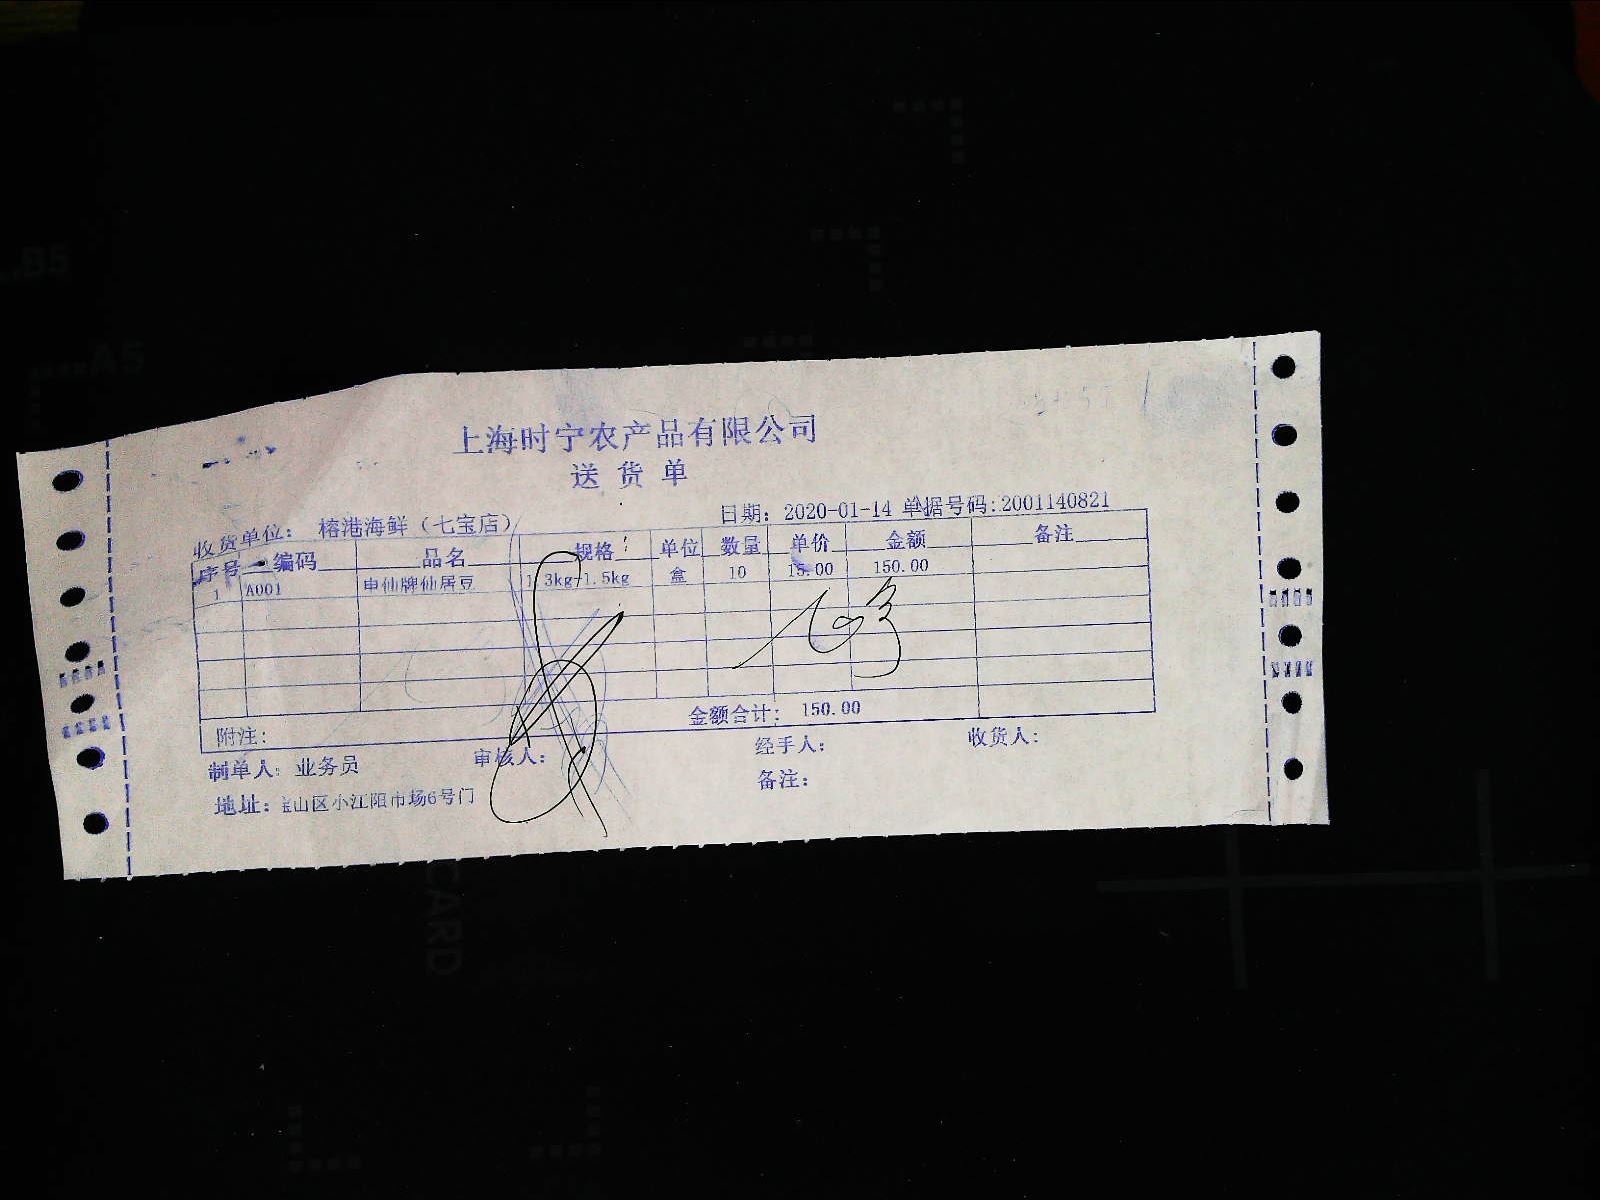 上海时宁农产品有限公司
送货单
收货单位: 榕港海鲜（七宝店） 日期: 2020-01-14 单据号码:2001140821
序号 编码 品名 规格 单位 数量 单价 金额 备注
1 A001 申仙牌仙居豆 1.3kg-1.5kg 盒 10 15.00 150.00
附注: 金额合计: 150.00
制单人: 业务员 审核人: 经手人: 收货人:
地址: 宝山区小江阳市场6号门 备注:
B5
A5
CARD